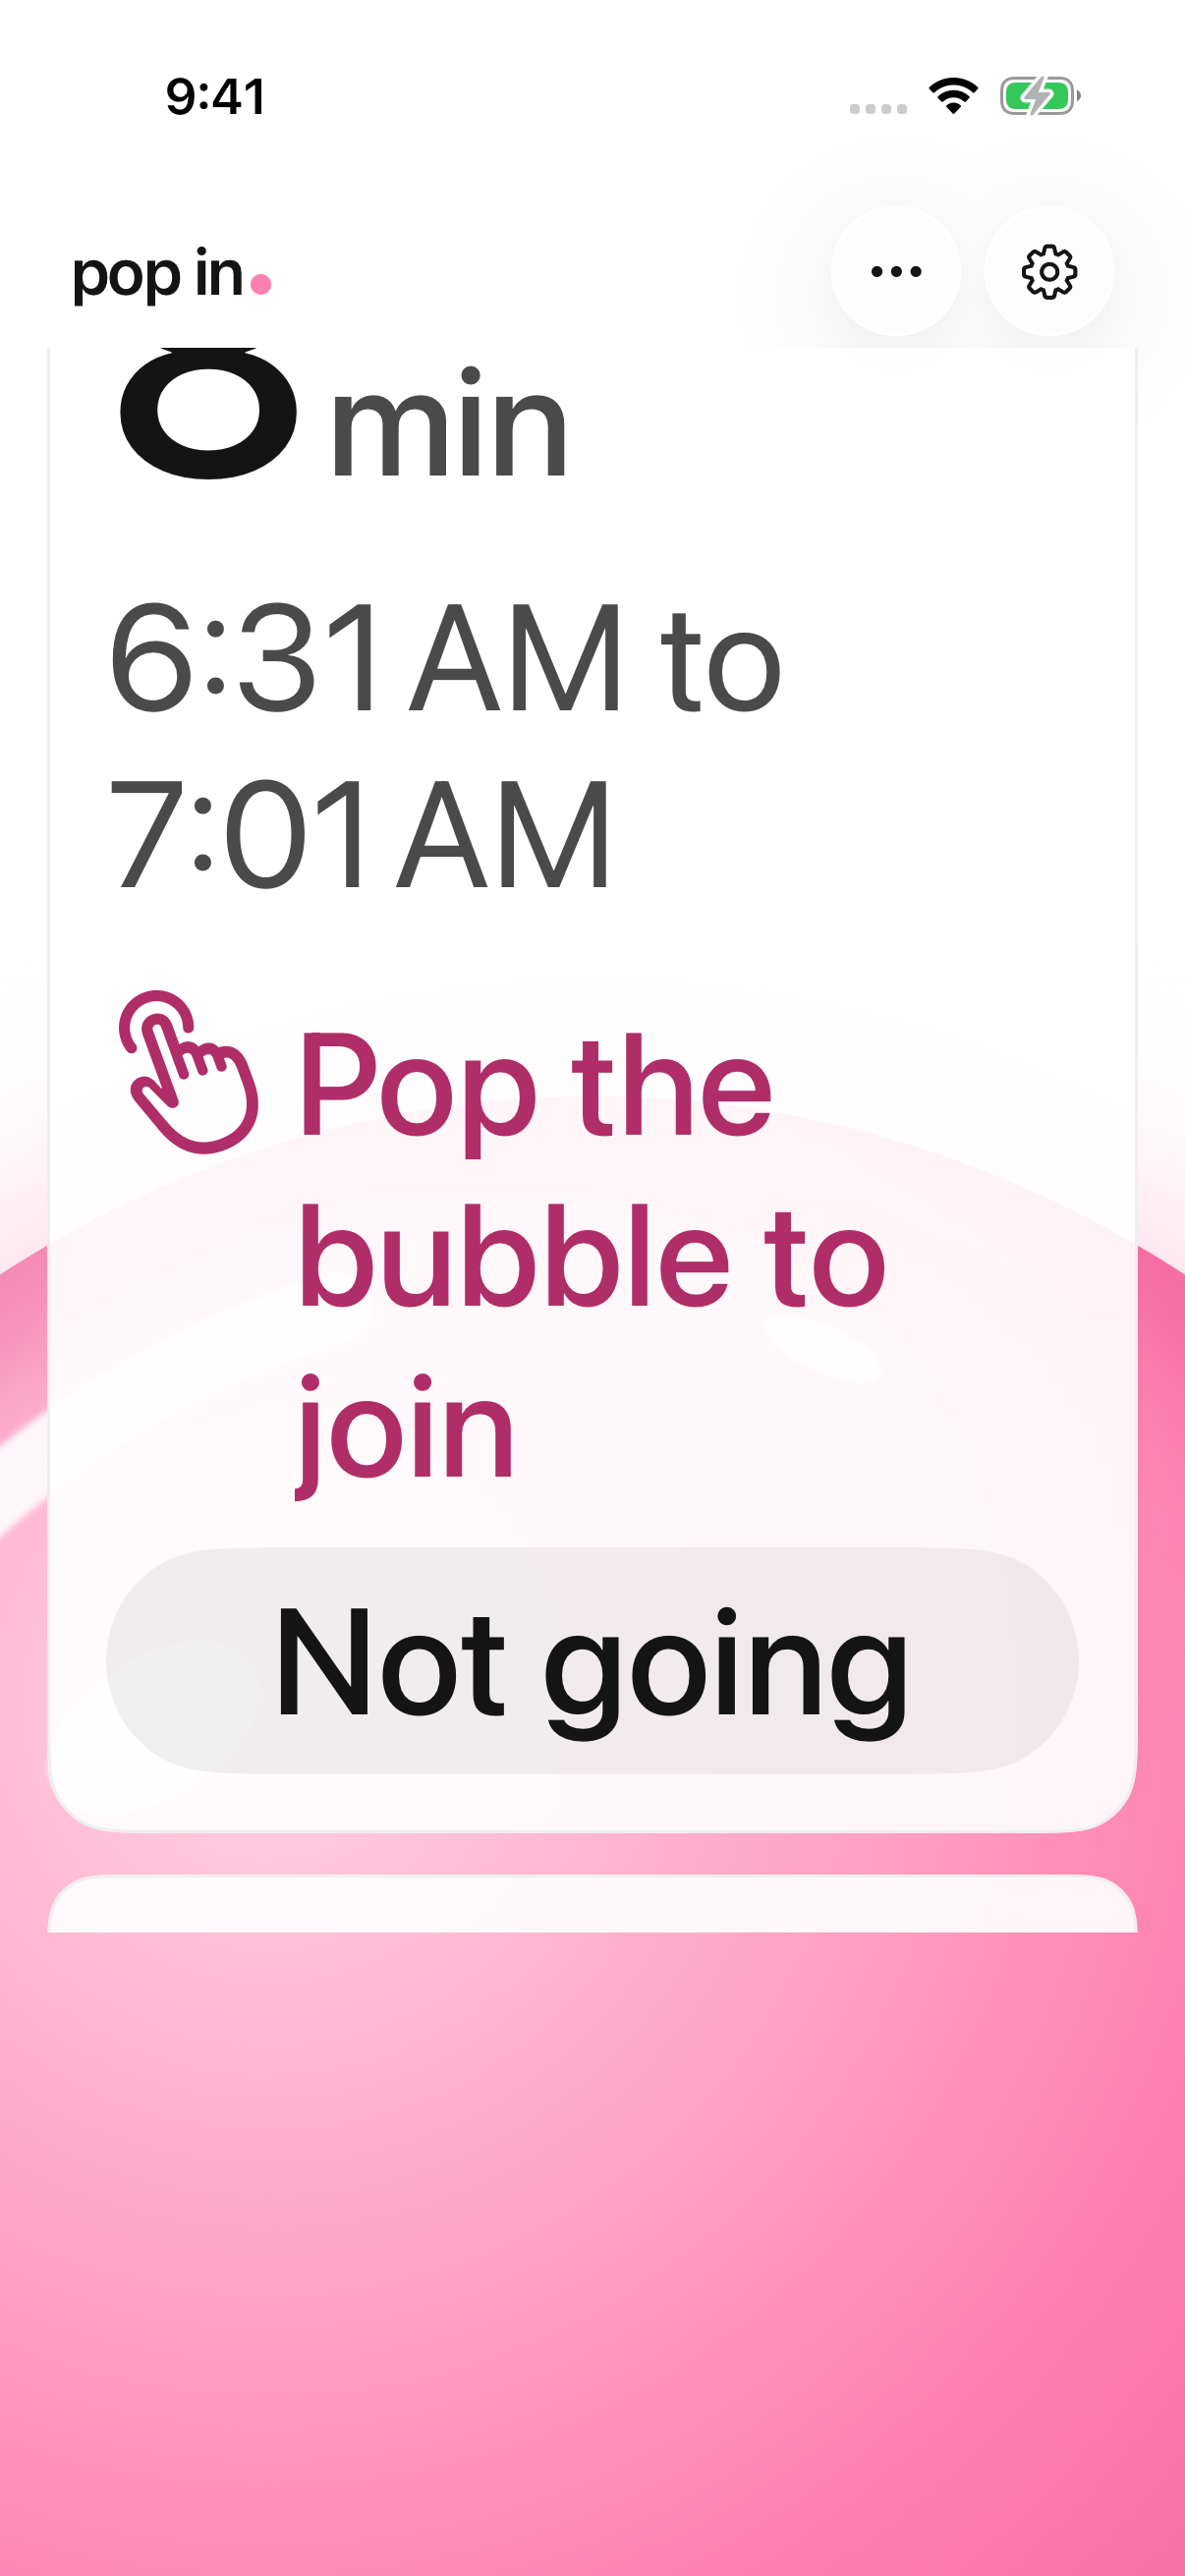 9:41
pop in
min
6:31 AM to
7:01 AM
Pop the
bubble to
join
Not going